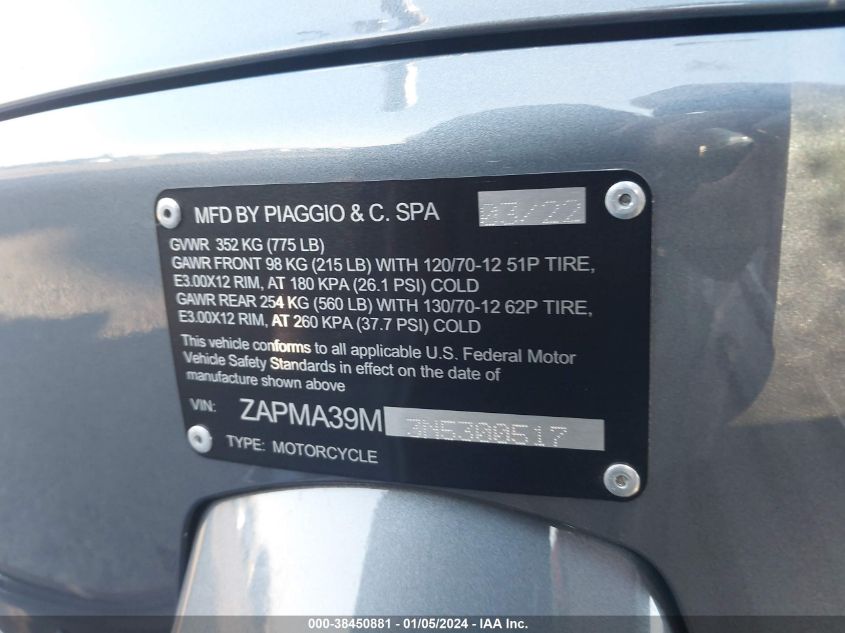 MFD BY PIAGGIO & C. SPA 03/22
GVWR 352 KG (775 LB)
GAWR FRONT 98 KG (215 LB) WITH 120/70-12 51P TIRE,
E3.00X12 RIM, AT 180 KPA (26.1 PSI) COLD
GAWR REAR 254 KG (560 LB) WITH 130/70-12 62P TIRE,
E3.00X12 RIM, AT 260 KPA (37.7 PSI) COLD
This vehicle conforms to all applicable U.S. Federal Motor
Vehicle Safety Standards in effect on the date of
manufacture shown above
VIN: ZAPMA39M 3N5300517
TYPE: MOTORCYCLE
000-38450881 - 01/05/2024 - IAA Inc.